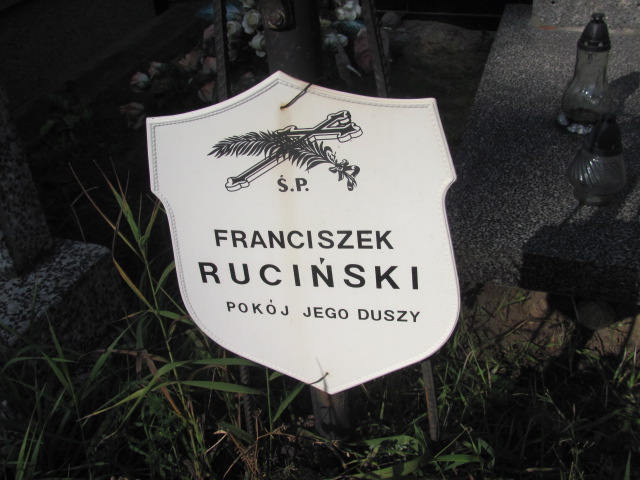 Ś.P.
FRANCISZEK
RUCIŃSKI
POKÓJ JEGO DUSZY